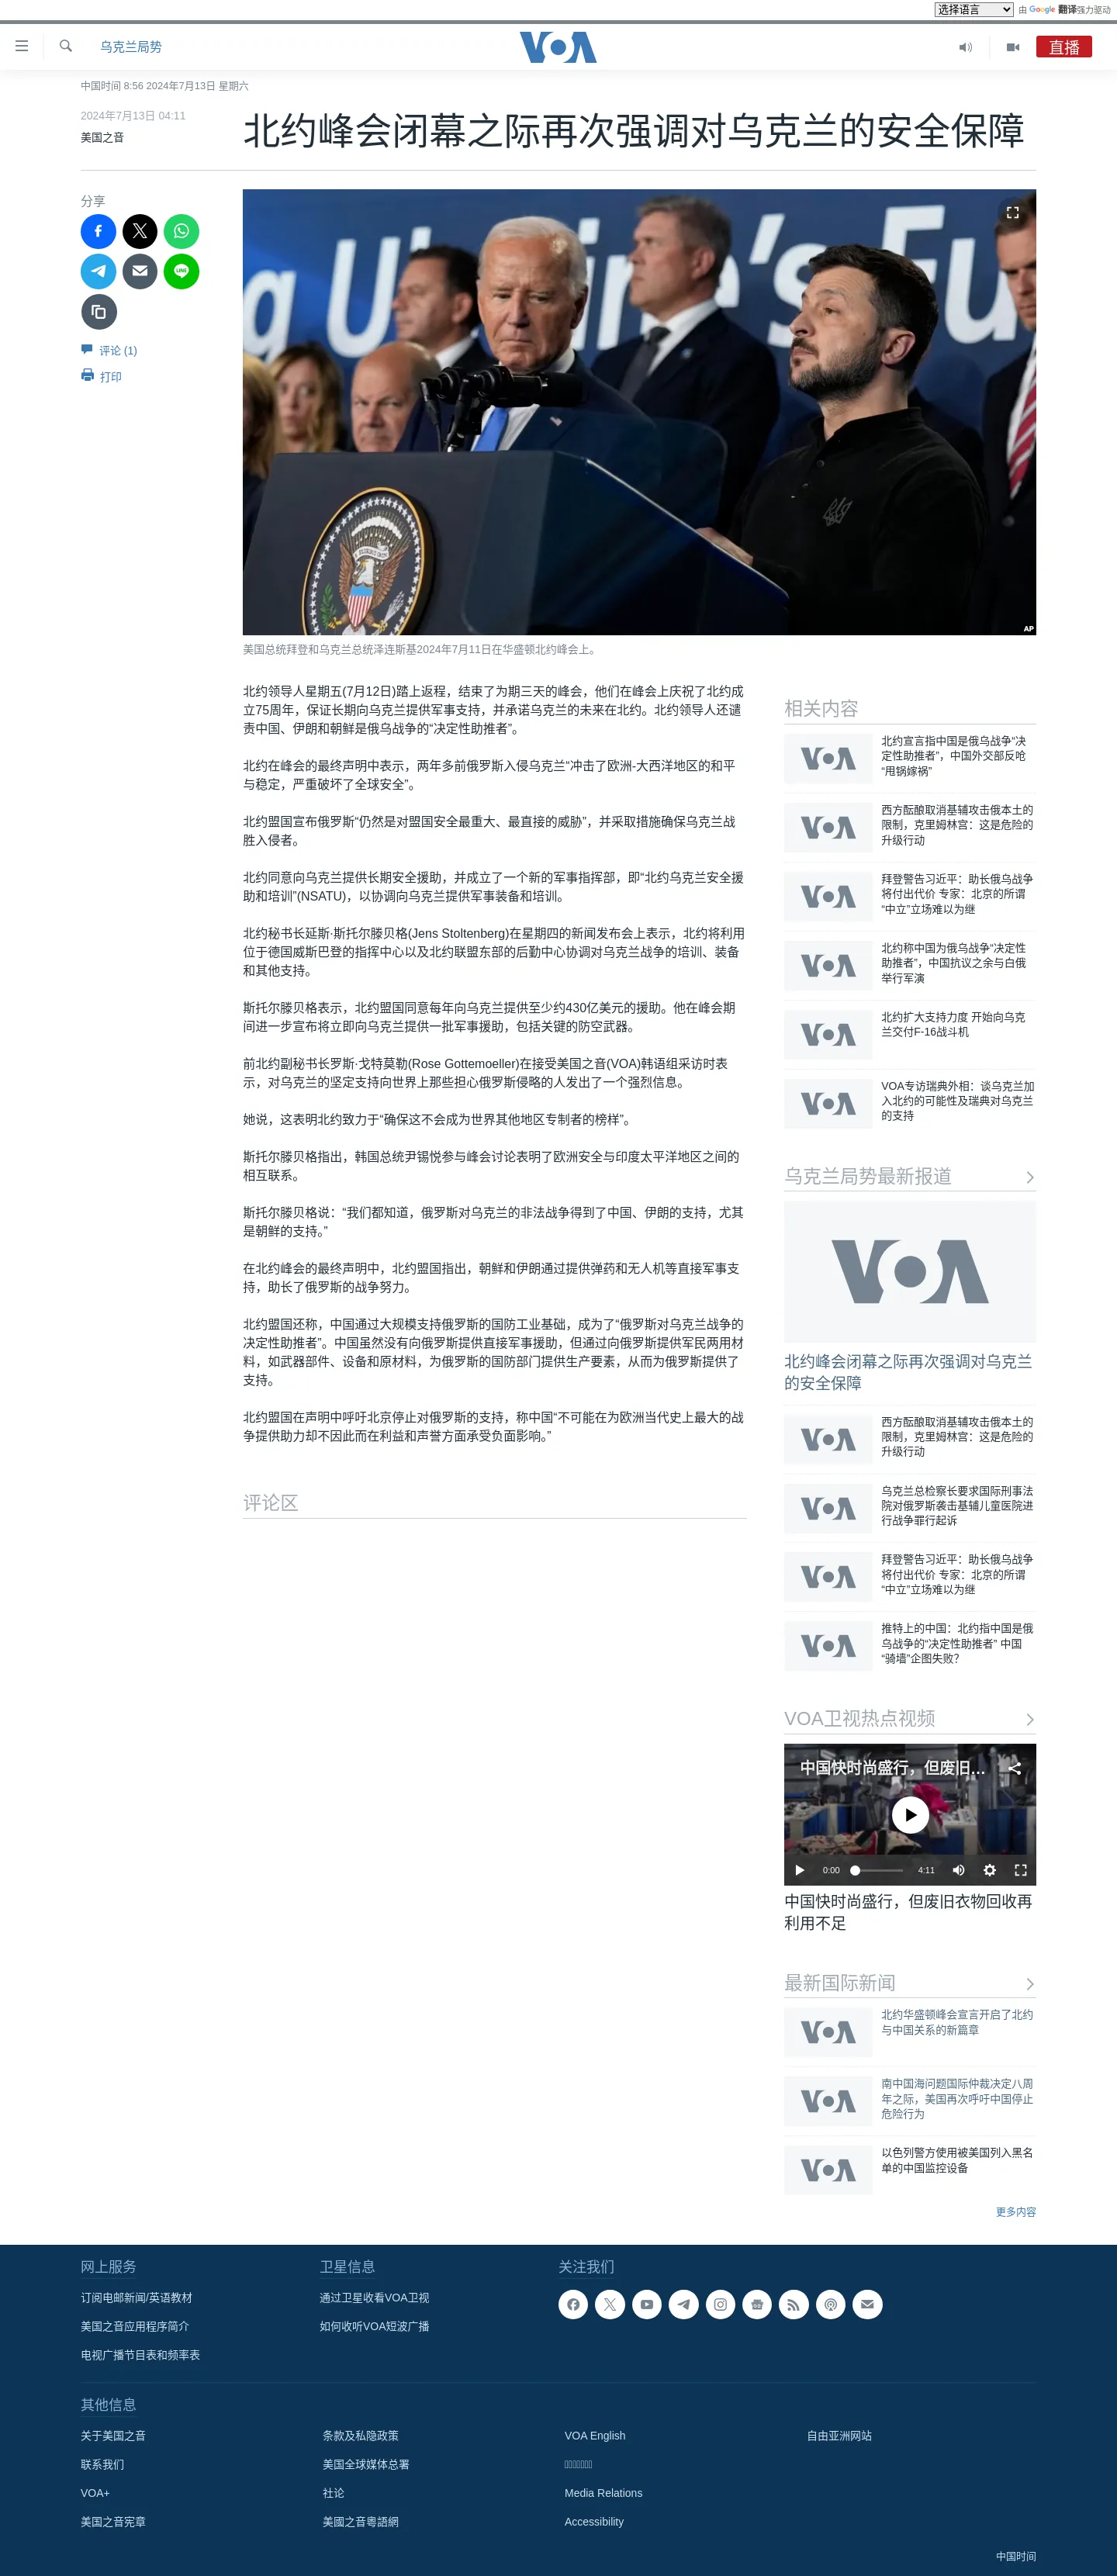 选择语言 由 Google 翻译强力驱动
乌克兰局势
VOA
直播
中国时间 8:56 2024年7月13日 星期六
2024年7月13日 04:11
美国之音
北约峰会闭幕之际再次强调对乌克兰的安全保障
分享
评论 (1)
打印
a Ukraine's Fu
AP
美国总统拜登和乌克兰总统泽连斯基2024年7月11日在华盛顿北约峰会上。
北约领导人星期五(7月12日)踏上返程，结束了为期三天的峰会，他们在峰会上庆祝了北约成
立75周年，保证长期向乌克兰提供军事支持，并承诺乌克兰的未来在北约。北约领导人还谴
责中国、伊朗和朝鲜是俄乌战争的“决定性助推者”。
北约在峰会的最终声明中表示，两年多前俄罗斯入侵乌克兰“冲击了欧洲-大西洋地区的和平
与稳定，严重破坏了全球安全”。
北约盟国宣布俄罗斯“仍然是对盟国安全最重大、最直接的威胁”，并采取措施确保乌克兰战
胜入侵者。
北约同意向乌克兰提供长期安全援助，并成立了一个新的军事指挥部，即“北约乌克兰安全援
助和培训”(NSATU)，以协调向乌克兰提供军事装备和培训。
北约秘书长延斯·斯托尔滕贝格(Jens Stoltenberg)在星期四的新闻发布会上表示，北约将利用
位于德国威斯巴登的指挥中心以及北约联盟东部的后勤中心协调对乌克兰战争的培训、装备
和其他支持。
斯托尔滕贝格表示，北约盟国同意每年向乌克兰提供至少约430亿美元的援助。他在峰会期
间进一步宣布将立即向乌克兰提供一批军事援助，包括关键的防空武器。
前北约副秘书长罗斯·戈特莫勒(Rose Gottemoeller)在接受美国之音(VOA)韩语组采访时表
示，对乌克兰的坚定支持向世界上那些担心俄罗斯侵略的人发出了一个强烈信息。
她说，这表明北约致力于“确保这不会成为世界其他地区专制者的榜样”。
斯托尔滕贝格指出，韩国总统尹锡悦参与峰会讨论表明了欧洲安全与印度太平洋地区之间的
相互联系。
斯托尔滕贝格说：“我们都知道，俄罗斯对乌克兰的非法战争得到了中国、伊朗的支持，尤其
是朝鲜的支持。”
在北约峰会的最终声明中，北约盟国指出，朝鲜和伊朗通过提供弹药和无人机等直接军事支
持，助长了俄罗斯的战争努力。
北约盟国还称，中国通过大规模支持俄罗斯的国防工业基础，成为了“俄罗斯对乌克兰战争的
决定性助推者”。中国虽然没有向俄罗斯提供直接军事援助，但通过向俄罗斯提供军民两用材
料，如武器部件、设备和原材料，为俄罗斯的国防部门提供生产要素，从而为俄罗斯提供了
支持。
北约盟国在声明中呼吁北京停止对俄罗斯的支持，称中国“不可能在为欧洲当代史上最大的战
争提供助力却不因此而在利益和声誉方面承受负面影响。”
评论区
相关内容
VOA
北约宣言指中国是俄乌战争“决
定性助推者”，中国外交部反呛
“甩锅嫁祸”
VOA
西方酝酿取消基辅攻击俄本土的
限制，克里姆林宫：这是危险的
升级行动
VOA
拜登警告习近平：助长俄乌战争
将付出代价 专家：北京的所谓
“中立”立场难以为继
VOA
北约称中国为俄乌战争“决定性
助推者”，中国抗议之余与白俄
举行军演
VOA
北约扩大支持力度 开始向乌克
兰交付F-16战斗机
VOA
VOA专访瑞典外相：谈乌克兰加
入北约的可能性及瑞典对乌克兰
的支持
乌克兰局势最新报道
VOA
北约峰会闭幕之际再次强调对乌克兰
的安全保障
VOA
西方酝酿取消基辅攻击俄本土的
限制，克里姆林宫：这是危险的
升级行动
VOA
乌克兰总检察长要求国际刑事法
院对俄罗斯袭击基辅儿童医院进
行战争罪行起诉
VOA
拜登警告习近平：助长俄乌战争
将付出代价 专家：北京的所谓
“中立”立场难以为继
VOA
推特上的中国：北约指中国是俄
乌战争的“决定性助推者” 中国
“骑墙”企图失败？
VOA卫视热点视频
中国快时尚盛行，但废旧...
0:00 4:11
中国快时尚盛行，但废旧衣物回收再
利用不足
最新国际新闻
VOA
北约华盛顿峰会宣言开启了北约
与中国关系的新篇章
VOA
南中国海问题国际仲裁决定八周
年之际，美国再次呼吁中国停止
危险行为
VOA
以色列警方使用被美国列入黑名
单的中国监控设备
更多内容
网上服务 卫星信息 关注我们
订阅电邮新闻/英语教材 通过卫星收看VOA卫视
美国之音应用程序简介 如何收听VOA短波广播
电视广播节目表和频率表
其他信息
关于美国之音 条款及私隐政策 VOA English 自由亚洲网站
联系我们 美国全球媒体总署
VOA+ 社论 Media Relations
美国之音宪章 美國之音粵語網 Accessibility
中国时间